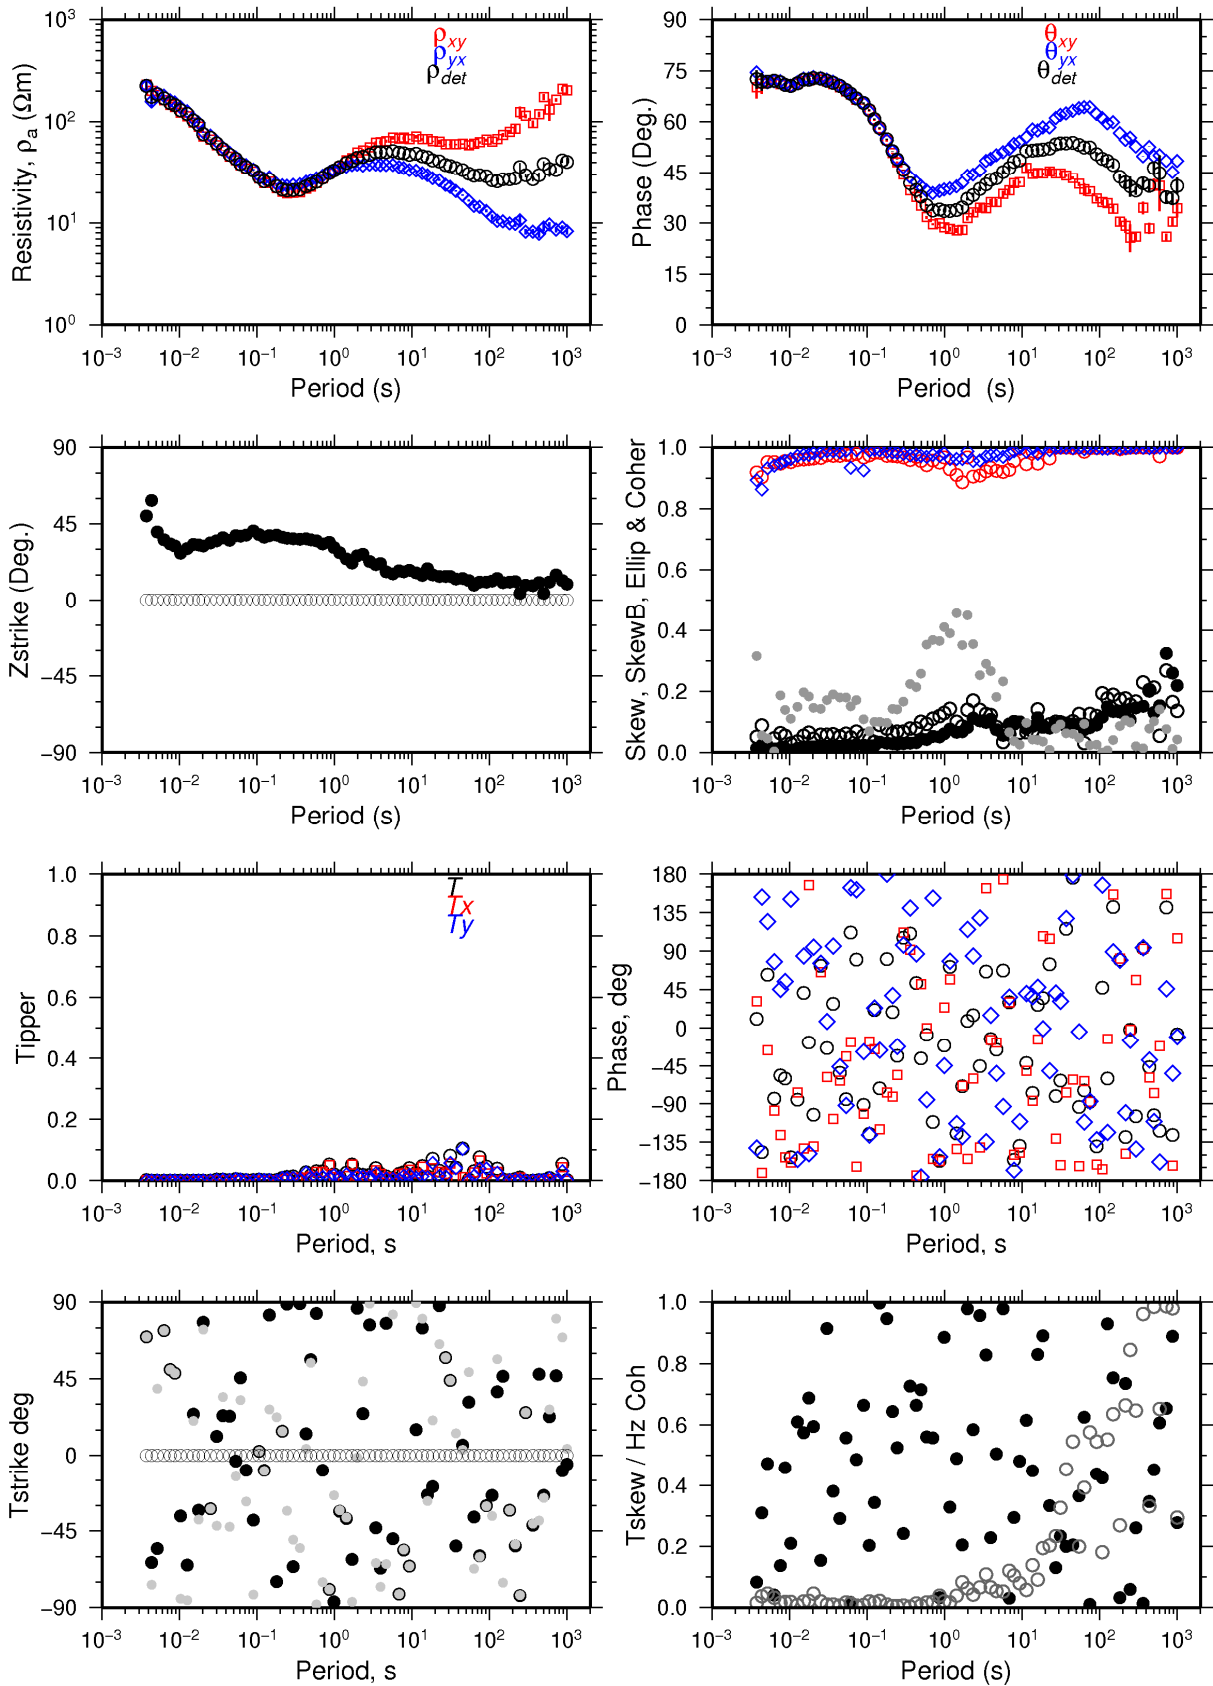 10³
10²
10¹
10⁰
Resistivity, ρa (Ωm)
ρxy
ρyx
ρdet
10⁻³ 10⁻² 10⁻¹ 10⁰ 10¹ 10² 10³
Period (s)
90
75
60
45
30
15
0
Phase (Deg.)
θxy
θyx
θdet
10⁻³ 10⁻² 10⁻¹ 10⁰ 10¹ 10² 10³
Period (s)
90
45
0
−45
−90
Zstrike (Deg.)
10⁻³ 10⁻² 10⁻¹ 10⁰ 10¹ 10² 10³
Period (s)
1.0
0.8
0.6
0.4
0.2
0.0
Skew, SkewB, Ellip & Coher
10⁻³ 10⁻² 10⁻¹ 10⁰ 10¹ 10² 10³
Period (s)
1.0
0.8
0.6
0.4
0.2
0.0
Tipper
T
Tx
Ty
10⁻³ 10⁻² 10⁻¹ 10⁰ 10¹ 10² 10³
Period, s
180
135
90
45
0
−45
−90
−135
−180
Phase, deg
10⁻³ 10⁻² 10⁻¹ 10⁰ 10¹ 10² 10³
Period, s
90
45
0
−45
−90
Tstrike deg
10⁻³ 10⁻² 10⁻¹ 10⁰ 10¹ 10² 10³
Period, s
1.0
0.8
0.6
0.4
0.2
0.0
Tskew / Hz Coh
10⁻³ 10⁻² 10⁻¹ 10⁰ 10¹ 10² 10³
Period (s)